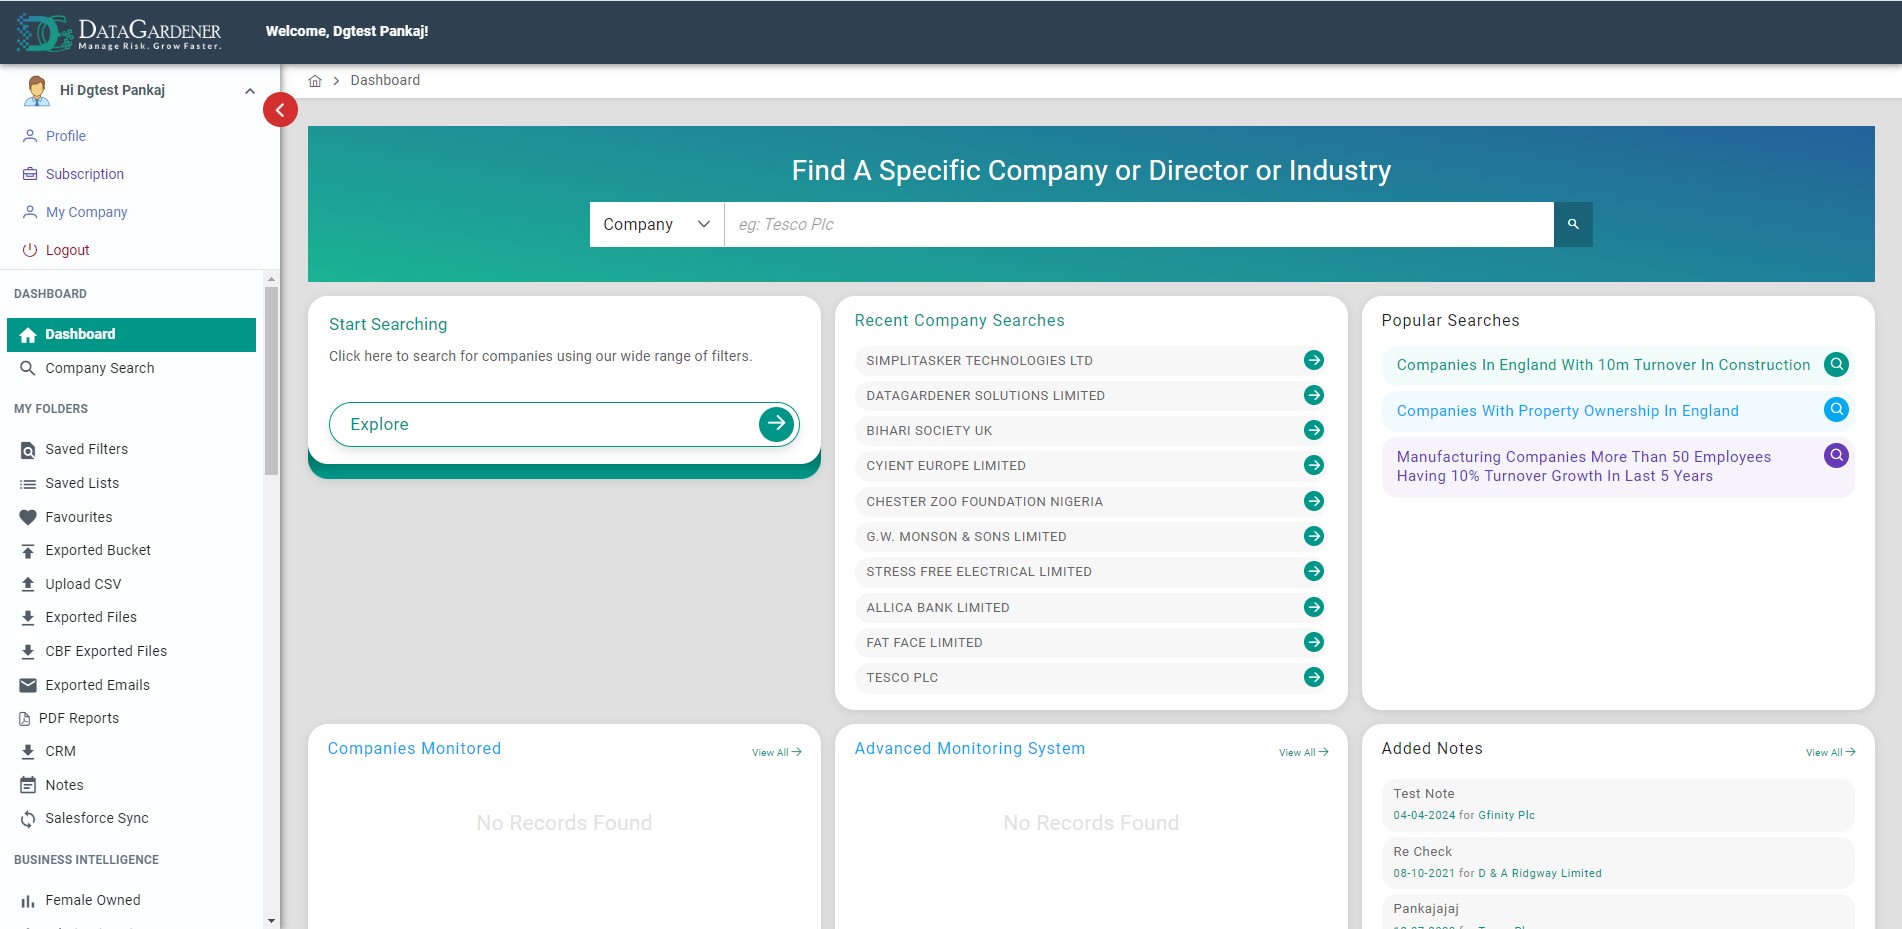 DATAGARDENER
Manage Risk. Grow Faster.
Welcome, Dgtest Pankaj!
Hi Dgtest Pankaj
Profile
Subscription
My Company
Logout
DASHBOARD
Dashboard
Company Search
MY FOLDERS
Saved Filters
Saved Lists
Favourites
Exported Bucket
Upload CSV
Exported Files
CBF Exported Files
Exported Emails
PDF Reports
CRM
Notes
Salesforce Sync
BUSINESS INTELLIGENCE
Female Owned
Dashboard
Find A Specific Company or Director or Industry
Company
eg: Tesco Plc
Start Searching
Click here to search for companies using our wide range of filters.
Explore
Recent Company Searches
SIMPLITASKER TECHNOLOGIES LTD
DATAGARDENER SOLUTIONS LIMITED
BIHARI SOCIETY UK
CYIENT EUROPE LIMITED
CHESTER ZOO FOUNDATION NIGERIA
G.W. MONSON & SONS LIMITED
STRESS FREE ELECTRICAL LIMITED
ALLICA BANK LIMITED
FAT FACE LIMITED
TESCO PLC
Popular Searches
Companies In England With 10m Turnover In Construction
Companies With Property Ownership In England
Manufacturing Companies More Than 50 Employees
Having 10% Turnover Growth In Last 5 Years
Companies Monitored
View All
No Records Found
Advanced Monitoring System
View All
No Records Found
Added Notes
View All
Test Note
04-04-2024 for Gfinity Plc
Re Check
08-10-2021 for D & A Ridgway Limited
Pankajajaj